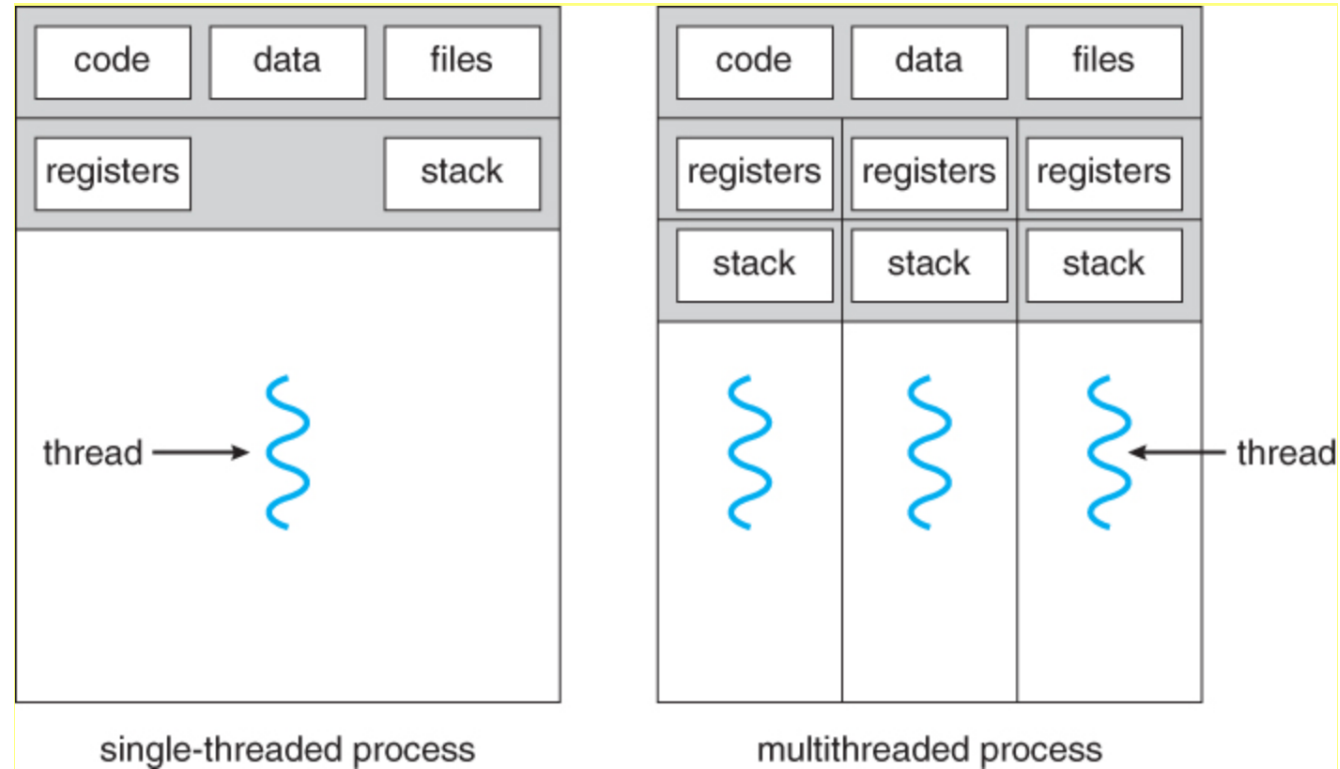 code data files code data files
registers stack registers registers registers
stack stack stack
thread thread
single-threaded process multithreaded process